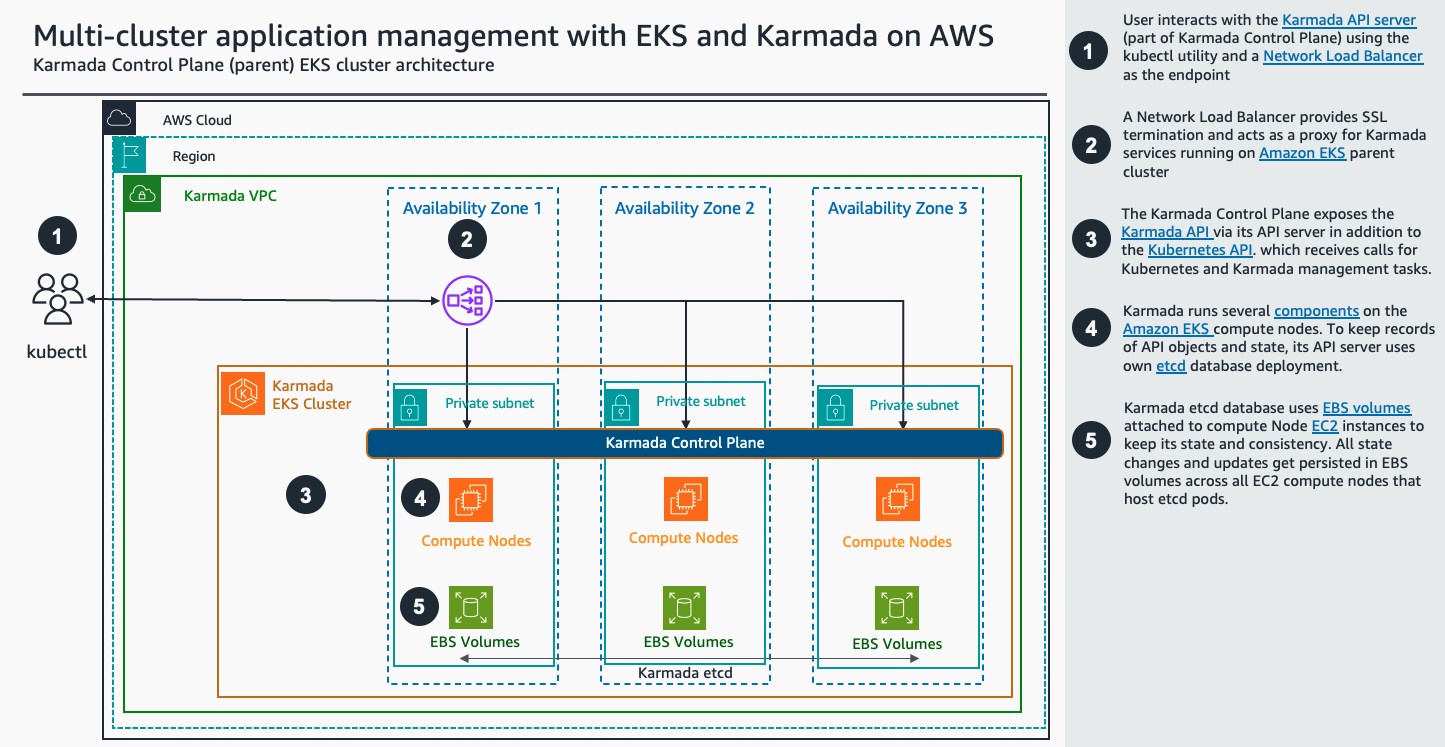 Multi-cluster application management with EKS and Karmada on AWS
Karmada Control Plane (parent) EKS cluster architecture
AWS Cloud
Region
Karmada VPC
Availability Zone 1
Availability Zone 2
Availability Zone 3
1
2
kubectl
Karmada
EKS Cluster
Private subnet
Private subnet
Private subnet
Karmada Control Plane
3
4
Compute Nodes
Compute Nodes
Compute Nodes
5
EBS Volumes
EBS Volumes
EBS Volumes
Karmada etcd
1
User interacts with the Karmada API server
(part of Karmada Control Plane) using the
kubectl utility and a Network Load Balancer
as the endpoint
2
A Network Load Balancer provides SSL
termination and acts as a proxy for Karmada
services running on Amazon EKS parent
cluster
3
The Karmada Control Plane exposes the
Karmada API via its API server in addition to
the Kubernetes API. which receives calls for
Kubernetes and Karmada management tasks.
4
Karmada runs several components on the
Amazon EKS compute nodes. To keep records
of API objects and state, its API server uses
own etcd database deployment.
5
Karmada etcd database uses EBS volumes
attached to compute Node EC2 instances to
keep its state and consistency. All state
changes and updates get persisted in EBS
volumes across all EC2 compute nodes that
host etcd pods.